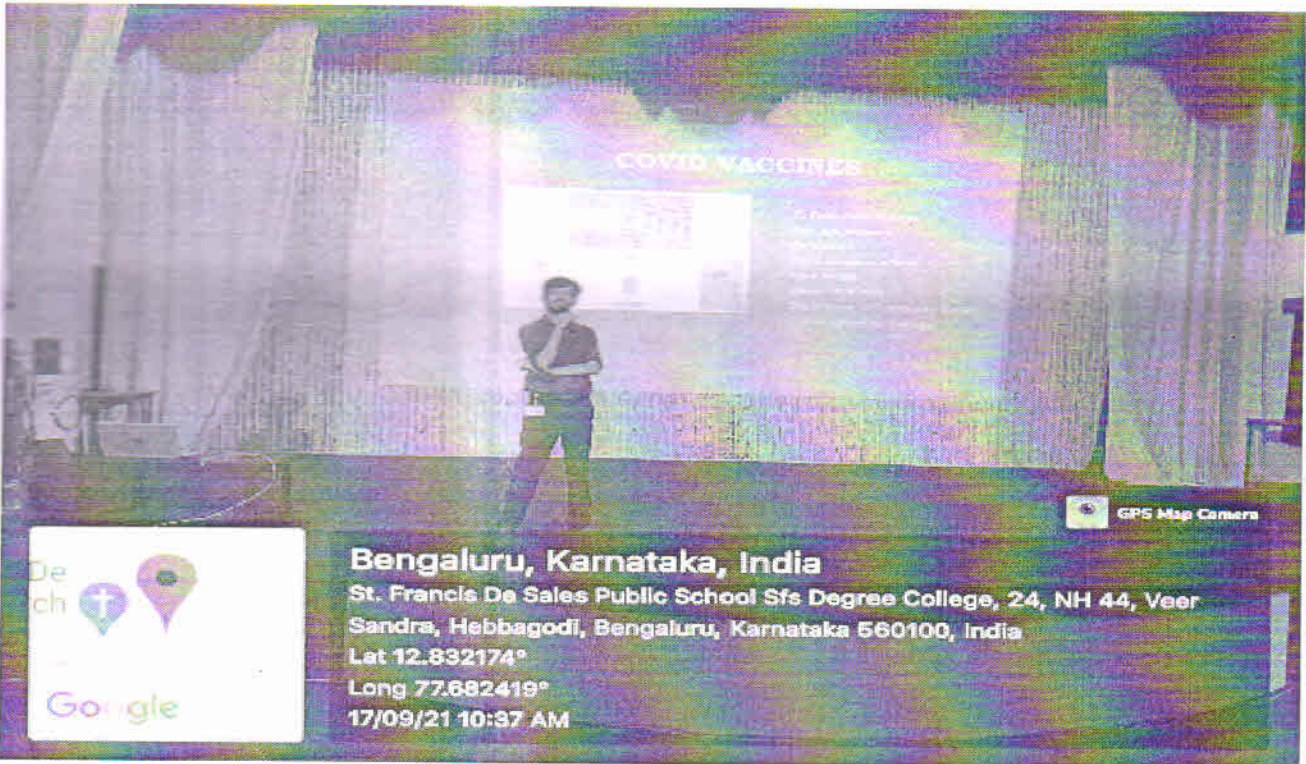 COVID VACCINES
GPS Map Camera
De
ch
Google
Bengaluru, Karnataka, India
St. Francis De Sales Public School Sfs Degree College, 24, NH 44, Veer
Sandra, Hebbagodi, Bengaluru, Karnataka 560100, India
Lat 12.832174°
Long 77.682419°
17/09/21 10:37 AM